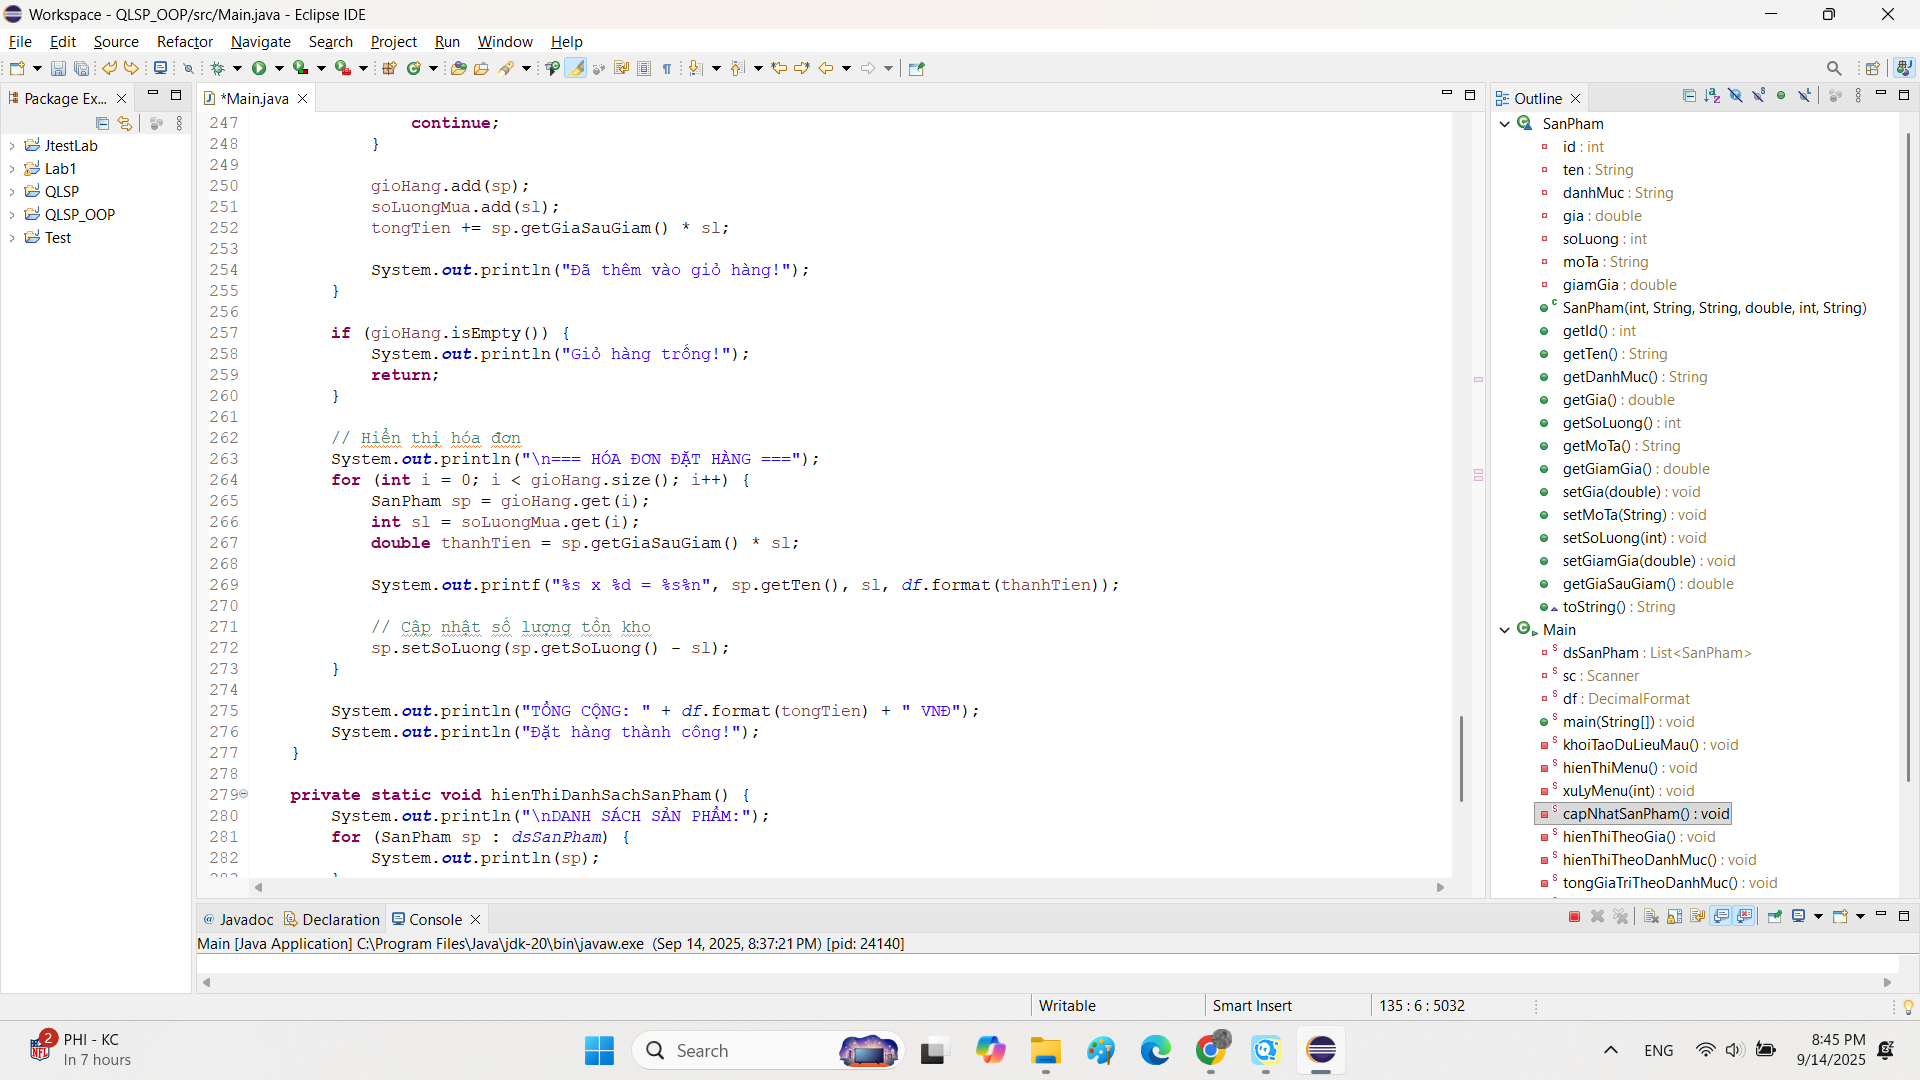 Workspace - QLSP_OOP/src/Main.java - Eclipse IDE
File Edit Source Refactor Navigate Search Project Run Window Help
Package Ex...
JtestLab
Lab1
QLSP
QLSP_OOP
Test
*Main.java
247 continue;
248 }
249
250 gioHang.add(sp);
251 soLuongMua.add(sl);
252 tongTien += sp.getGiaSauGiam() * sl;
253
254 System.out.println("Đã thêm vào giỏ hàng!");
255 }
256
257 if (gioHang.isEmpty()) {
258 System.out.println("Giỏ hàng trống!");
259 return;
260 }
261
262 // Hiển thị hóa đơn
263 System.out.println("\n=== HÓA ĐƠN ĐẶT HÀNG ===");
264 for (int i = 0; i < gioHang.size(); i++) {
265 SanPham sp = gioHang.get(i);
266 int sl = soLuongMua.get(i);
267 double thanhTien = sp.getGiaSauGiam() * sl;
268
269 System.out.printf("%s x %d = %s%n", sp.getTen(), sl, df.format(thanhTien));
270
271 // Cập nhật số lượng tồn kho
272 sp.setSoLuong(sp.getSoLuong() - sl);
273 }
274
275 System.out.println("TỔNG CỘNG: " + df.format(tongTien) + " VNĐ");
276 System.out.println("Đặt hàng thành công!");
277 }
278
279 private static void hienThiDanhSachSanPham() {
280 System.out.println("\nDANH SÁCH SẢN PHẨM:");
281 for (SanPham sp : dsSanPham) {
282 System.out.println(sp);
Outline
SanPham
id : int
ten : String
danhMuc : String
gia : double
soLuong : int
moTa : String
giamGia : double
SanPham(int, String, String, double, int, String)
getId() : int
getTen() : String
getDanhMuc() : String
getGia() : double
getSoLuong() : int
getMoTa() : String
getGiamGia() : double
setGia(double) : void
setMoTa(String) : void
setSoLuong(int) : void
setGiamGia(double) : void
getGiaSauGiam() : double
toString() : String
Main
dsSanPham : List<SanPham>
sc : Scanner
df : DecimalFormat
main(String[]) : void
khoiTaoDuLieuMau() : void
hienThiMenu() : void
xuLyMenu(int) : void
capNhatSanPham() : void
hienThiTheoGia() : void
hienThiTheoDanhMuc() : void
tongGiaTriTheoDanhMuc() : void
@ Javadoc Declaration Console
Main [Java Application] C:\Program Files\Java\jdk-20\bin\javaw.exe (Sep 14, 2025, 8:37:21 PM) [pid: 24140]
Writable Smart Insert 135 : 6 : 5032
2
PHI - KC
In 7 hours
Search
ENG
8:45 PM
9/14/2025